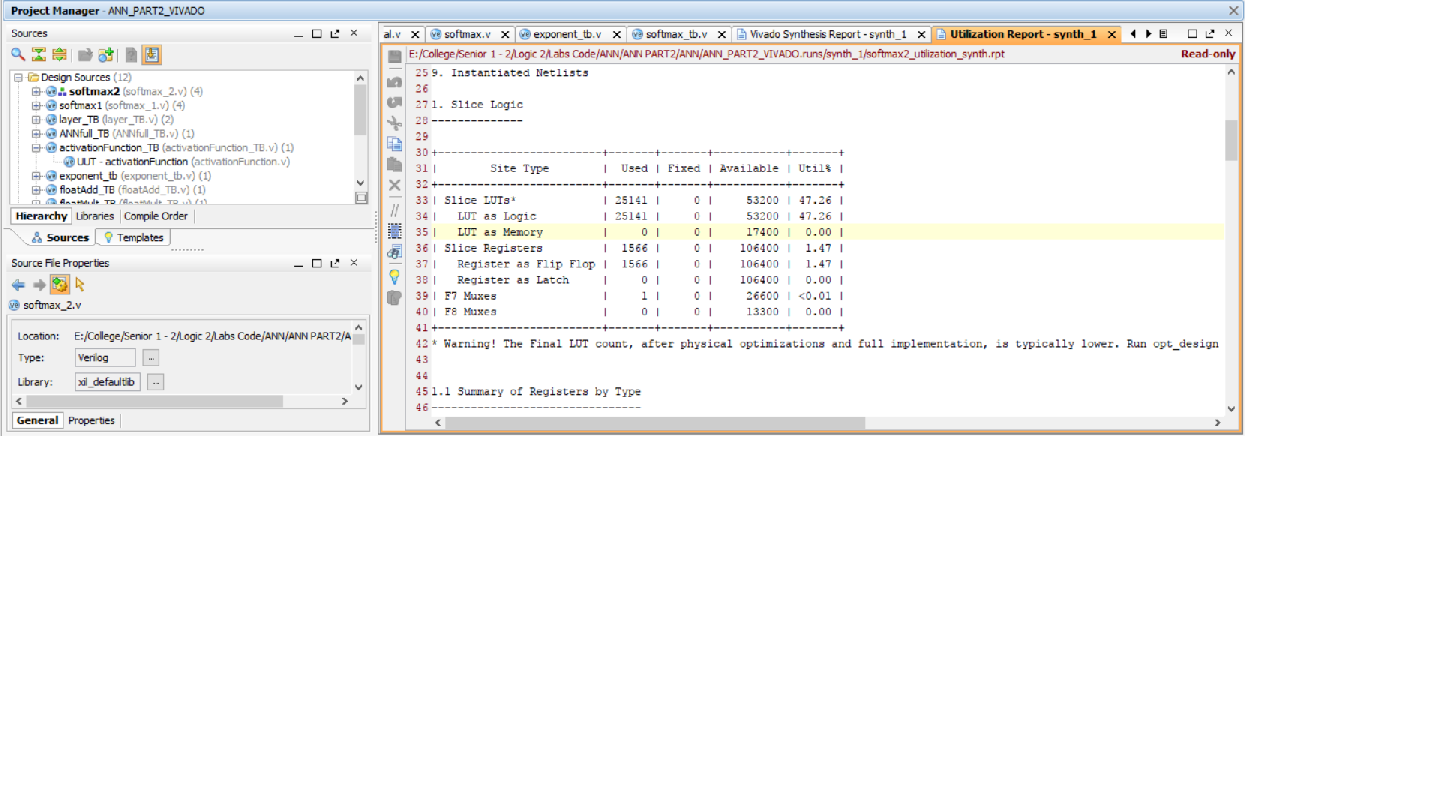 Project Manager - ANN_PART2_VIVADO
Sources
Design Sources (12)
softmax2 (softmax_2.v) (4)
softmax1 (softmax_1.v) (4)
layer_TB (layer_TB.v) (2)
ANNfull_TB (ANNfull_TB.v) (1)
activationFunction_TB (activationFunction_TB.v) (1)
UUT - activationFunction (activationFunction.v)
exponent_tb (exponent_tb.v) (1)
floatAdd_TB (floatAdd_TB.v) (1)
floatMult_TB (floatMult_TB.v) (1)
Hierarchy Libraries Compile Order
Sources Templates
Source File Properties
softmax_2.v
Location: E:/College/Senior 1 - 2/Logic 2/Labs Code/ANN/ANN PART2/A
Type: Verilog ...
Library: xil_defaultlib ...
General Properties
al.v softmax.v exponent_tb.v softmax_tb.v Vivado Synthesis Report - synth_1 Utilization Report - synth_1
E:/College/Senior 1 - 2/Logic 2/Labs Code/ANN/ANN PART2/ANN/ANN_PART2_VIVADO.runs/synth_1/softmax2_utilization_synth.rpt Read-only
25 9. Instantiated Netlists
26
27 1. Slice Logic
28 --------------
29
30 +-------------------------+-------+-------+-----------+-------+
31 | Site Type | Used | Fixed | Available | Util% |
32 +-------------------------+-------+-------+-----------+-------+
33 | Slice LUTs* | 25141 | 0 | 53200 | 47.26 |
34 | LUT as Logic | 25141 | 0 | 53200 | 47.26 |
35 | LUT as Memory | 0 | 0 | 17400 | 0.00 |
36 | Slice Registers | 1566 | 0 | 106400 | 1.47 |
37 | Register as Flip Flop | 1566 | 0 | 106400 | 1.47 |
38 | Register as Latch | 0 | 0 | 106400 | 0.00 |
39 | F7 Muxes | 1 | 0 | 26600 | <0.01 |
40 | F8 Muxes | 0 | 0 | 13300 | 0.00 |
41 +-------------------------+-------+-------+-----------+-------+
42 * Warning! The Final LUT count, after physical optimizations and full implementation, is typically lower. Run opt_design
43
44
45 1.1 Summary of Registers by Type
46 --------------------------------